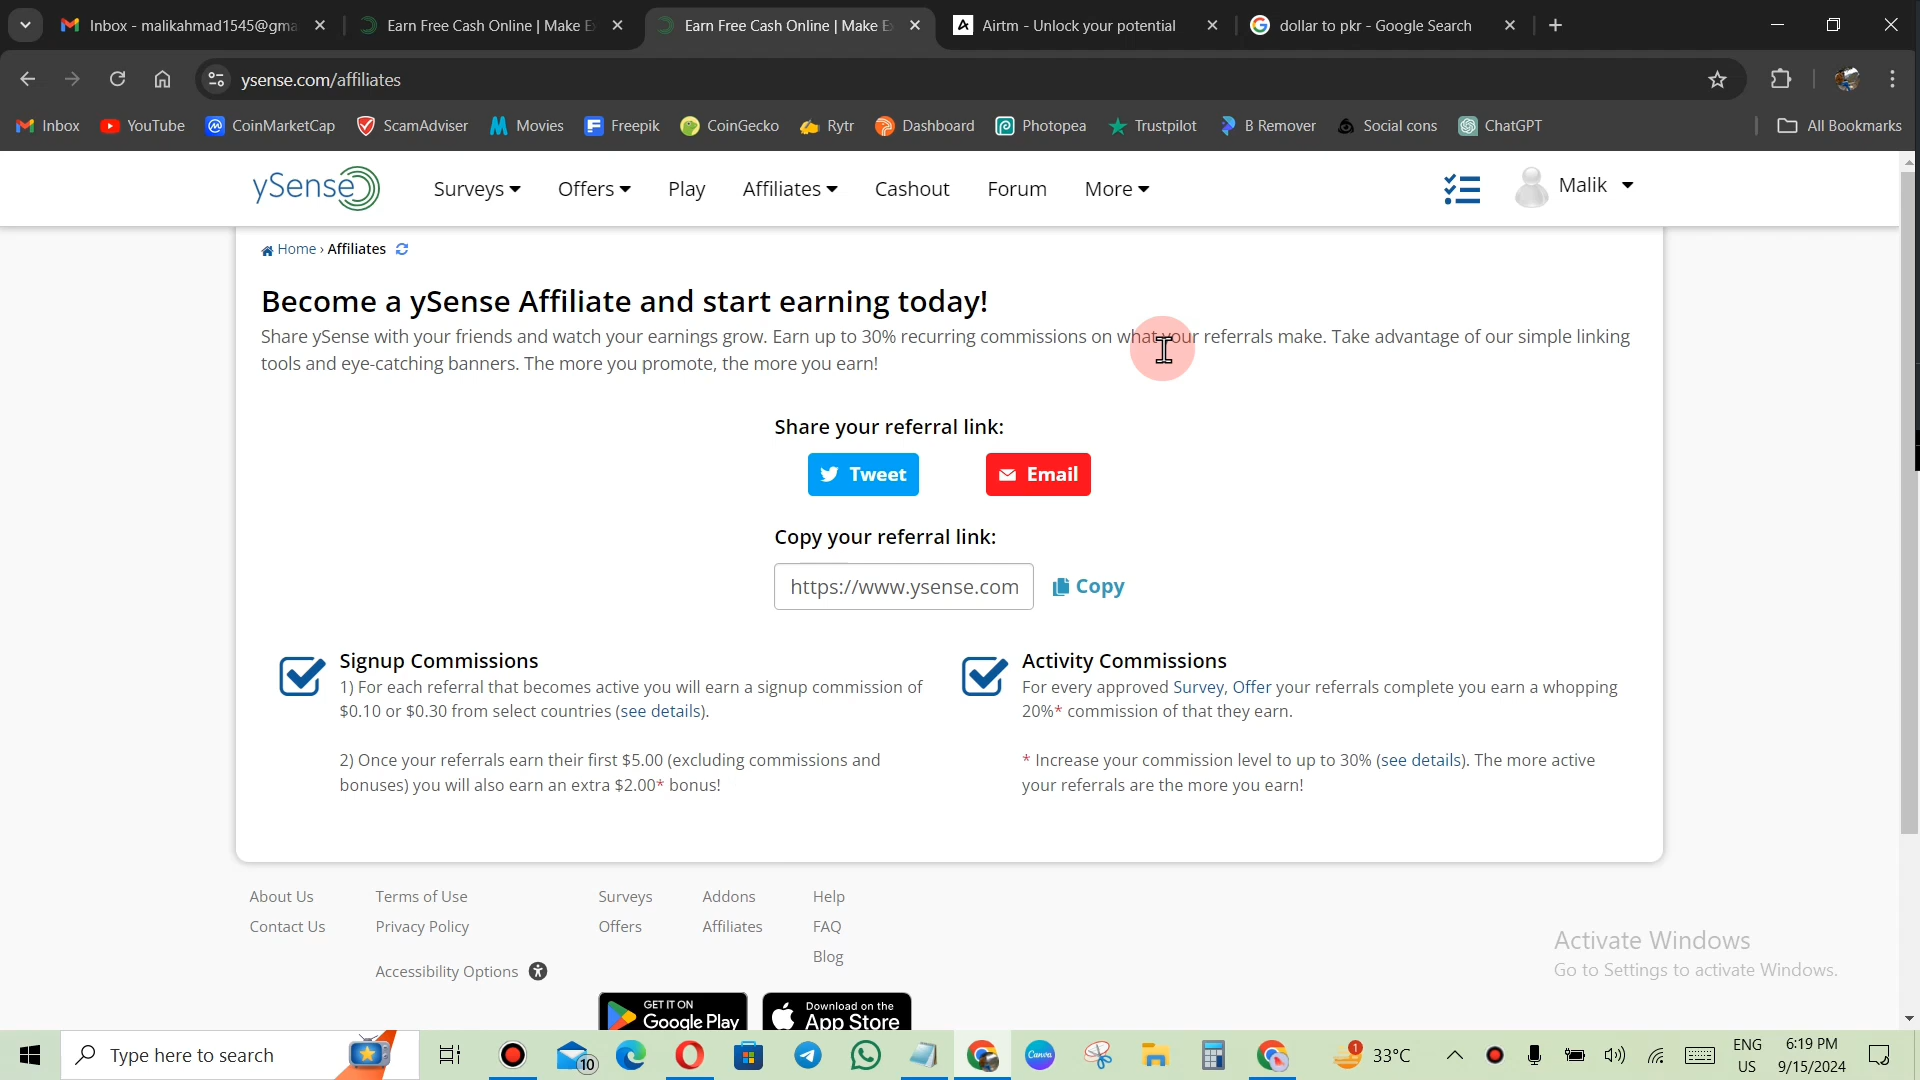 Inbox - malikahmad1545@gma
Earn Free Cash Online | Make E
Earn Free Cash Online | Make E
Airtm - Unlock your potential
dollar to pkr - Google Search
ysense.com/affiliates
Inbox
YouTube
CoinMarketCap
ScamAdviser
Movies
Freepik
CoinGecko
Rytr
Dashboard
Photopea
Trustpilot
B Remover
Social cons
ChatGPT
All Bookmarks
ySense
Surveys
Offers
Play
Affiliates
Cashout
Forum
More
Malik
Home › Affiliates
Become a ySense Affiliate and start earning today!
Share ySense with your friends and watch your earnings grow. Earn up to 30% recurring commissions on what your referrals make. Take advantage of our simple linking
tools and eye-catching banners. The more you promote, the more you earn!
Share your referral link:
Tweet
Email
Copy your referral link:
https://www.ysense.com
Copy
Signup Commissions
1) For each referral that becomes active you will earn a signup commission of
$0.10 or $0.30 from select countries (see details).
2) Once your referrals earn their first $5.00 (excluding commissions and
bonuses) you will also earn an extra $2.00* bonus!
Activity Commissions
For every approved Survey, Offer your referrals complete you earn a whopping
20%* commission of that they earn.
* Increase your commission level to up to 30% (see details). The more active
your referrals are the more you earn!
About Us
Terms of Use
Surveys
Addons
Help
Contact Us
Privacy Policy
Offers
Affiliates
FAQ
Blog
Accessibility Options
GET IT ON
Google Play
Download on the
App Store
Activate Windows
Go to Settings to activate Windows.
Type here to search
10
Canva
1
33°C
ENG
US
6:19 PM
9/15/2024